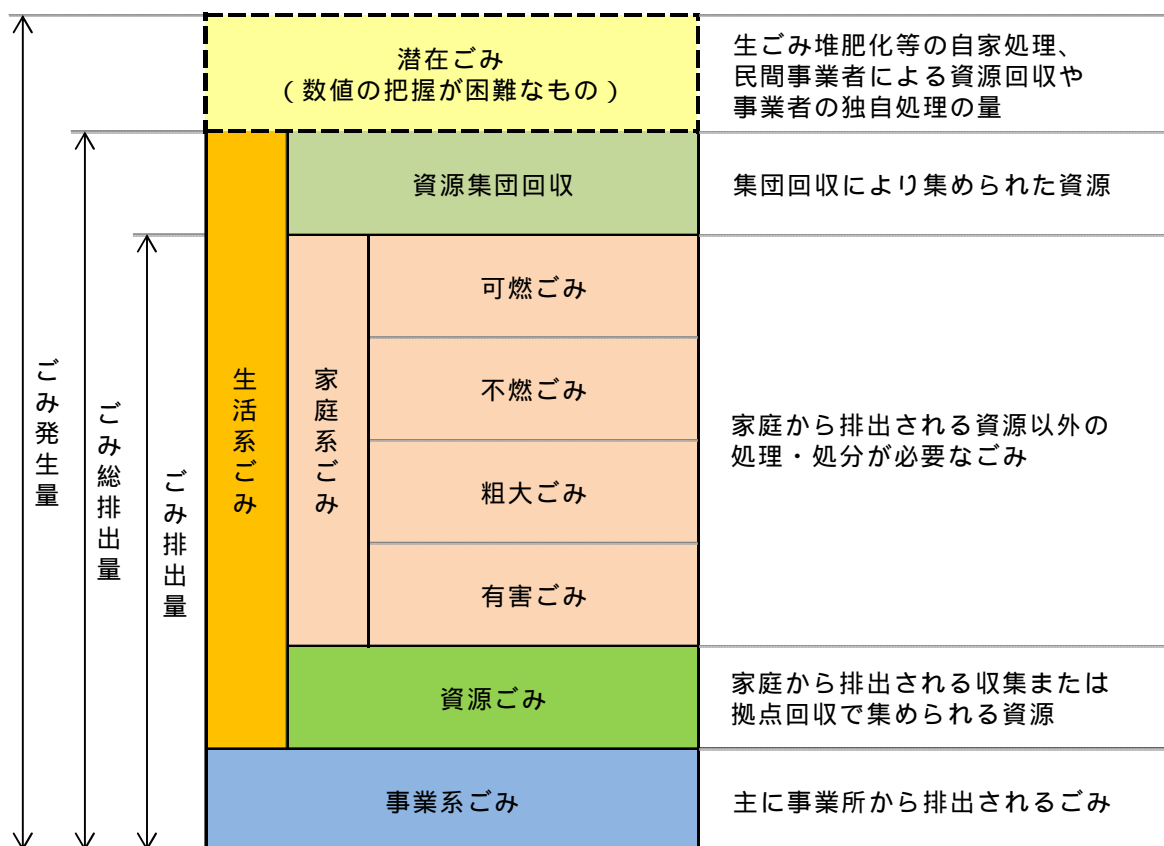 潜在ごみ
(数値の把握が困難なもの)
生ごみ堆肥化等の自家処理、
民間事業者による資源回収や
事業者の独自処理の量
資源集団回収
集団回収により集められた資源
ごみ発生量
ごみ総排出量
ごみ排出量
生活系ごみ
家庭系ごみ
可燃ごみ
不燃ごみ
粗大ごみ
有害ごみ
家庭から排出される資源以外の
処理・処分が必要なごみ
資源ごみ
家庭から排出される収集または
拠点回収で集められる資源
事業系ごみ
主に事業所から排出されるごみ